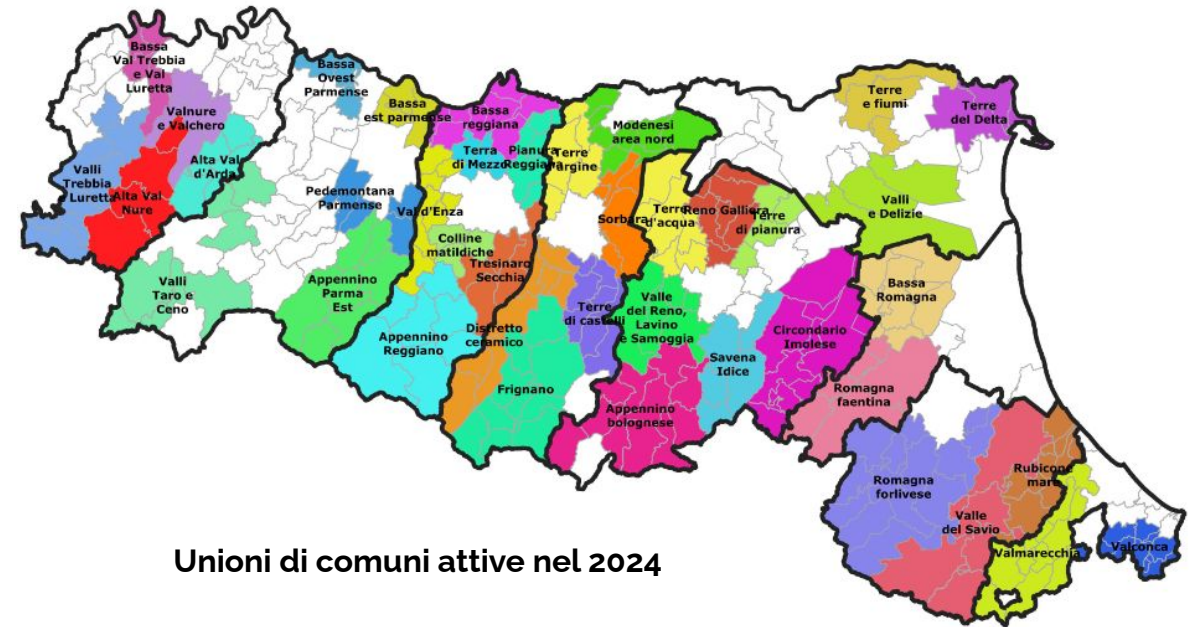 Bassa
Val Trebbia
e Val
Luretta
Valnure
e Valchero
Alta Val
d'Arda
Valli
Trebbia
Luretta
Alta Val
Nure
Valli
Taro e
Ceno
Bassa
Ovest
Parmense
Bassa
est parmense
Pedemontana
Parmense
Appennino
Parma
Est
Bassa
reggiana
Terra
di Mezzo
Pianura
Reggiana
Val d'Enza
Colline
matildiche
Tresinaro
Secchia
Appennino
Reggiano
Terre
argine
Modenesi
area nord
Sorbara
Distretto
ceramico
Terre
di castelli
Frignano
Terre
d'acqua
Reno Galliera
Terre
di pianura
Valle
del Reno,
Lavino
e Samoggia
Appennino
bolognese
Savena
Idice
Circondario
Imolese
Terre
e fiumi
Terre
del Delta
Valli
e Delizie
Bassa
Romagna
Romagna
faentina
Romagna
forlivese
Valle
del Savio
Rubicone
mare
Valmarecchia
Valconca
Unioni di comuni attive nel 2024